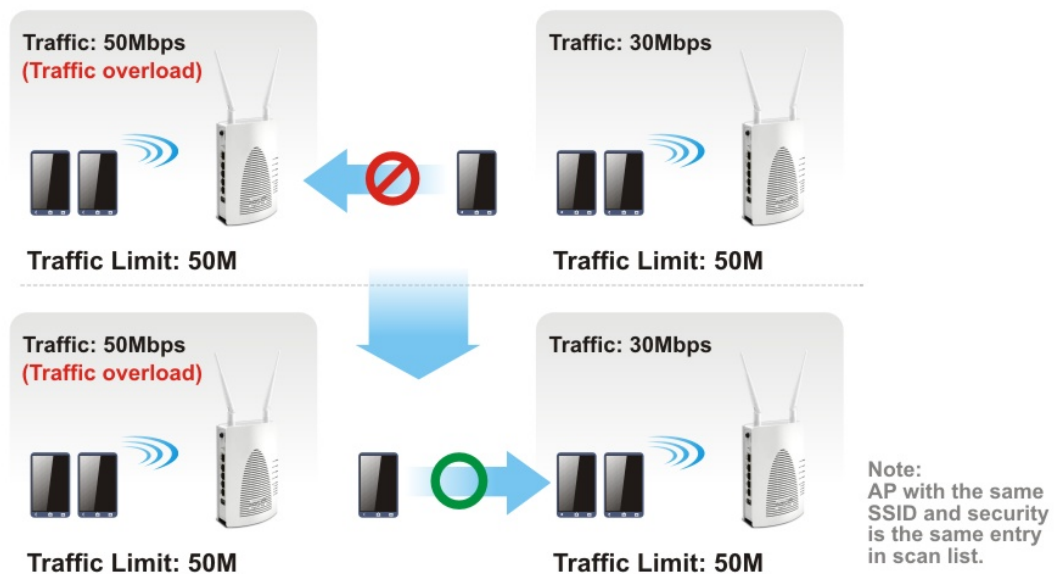 Traffic: 50Mbps
(Traffic overload)
Traffic: 30Mbps
Traffic Limit: 50M
Traffic Limit: 50M
Traffic: 50Mbps
(Traffic overload)
Traffic: 30Mbps
Traffic Limit: 50M
Traffic Limit: 50M
Note:
AP with the same
SSID and security
is the same entry
in scan list.